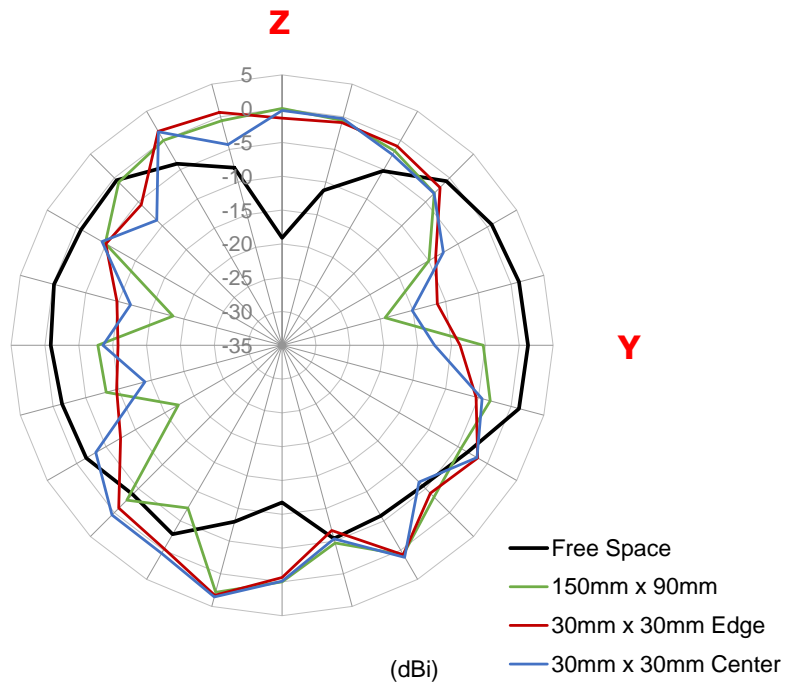 Z
5
0
-5
-10
-15
-20
-25
-30
-35
Y
Free Space
150mm x 90mm
30mm x 30mm Edge
30mm x 30mm Center
(dBi)